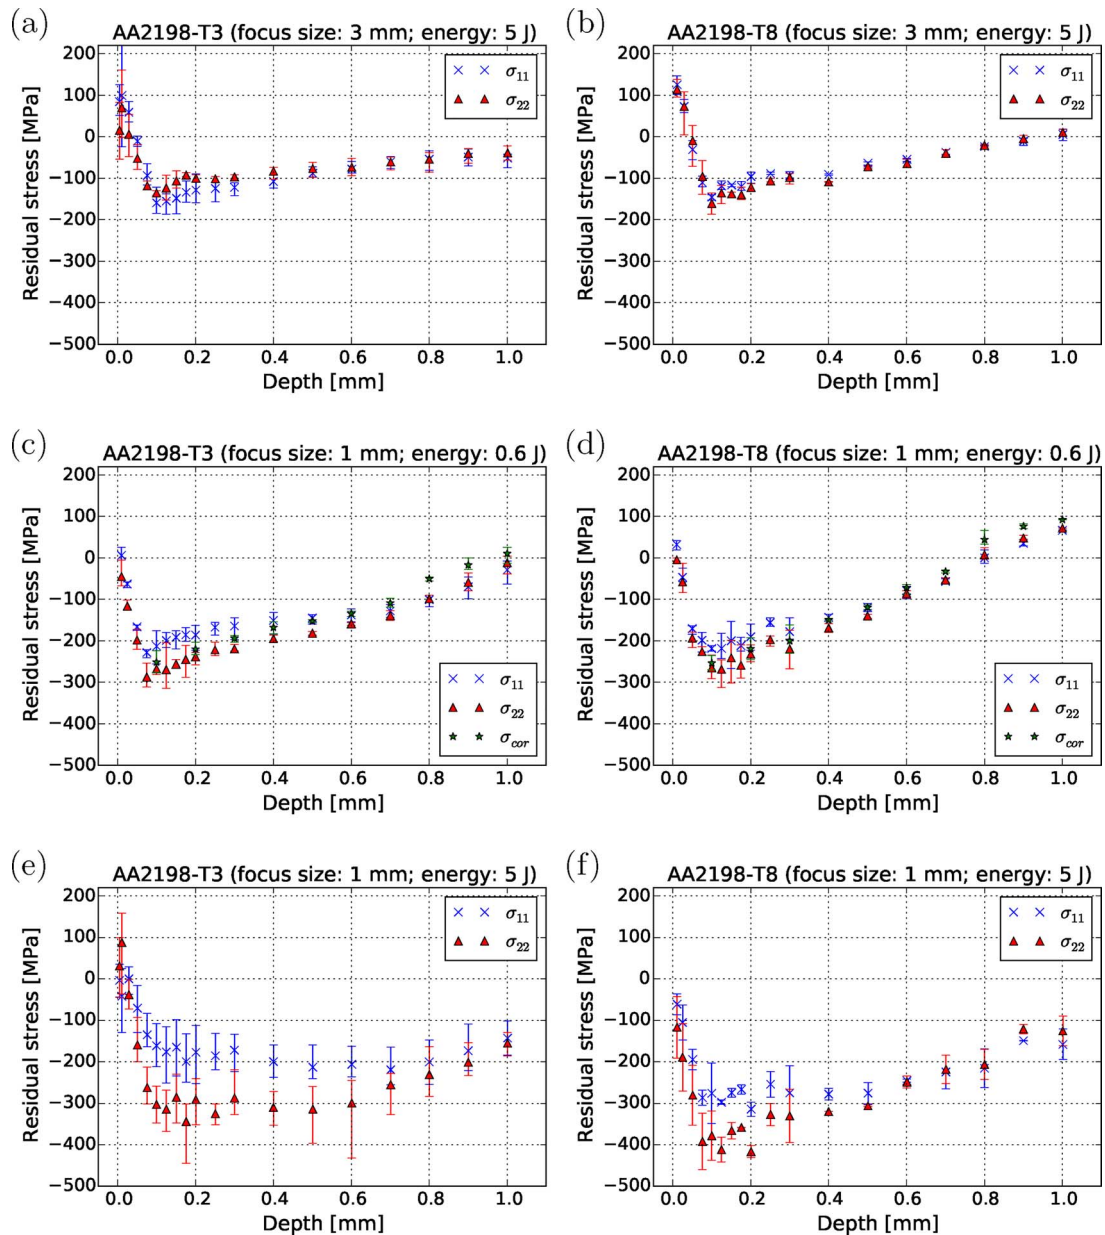 (a)
AA2198-T3 (focus size: 3 mm; energy: 5 J)
200
100
0
−100
−200
−300
−400
−500
Residual stress [MPa]
σ11
σ22
0.0 0.2 0.4 0.6 0.8 1.0
Depth [mm]
(b)
AA2198-T8 (focus size: 3 mm; energy: 5 J)
200
100
0
−100
−200
−300
−400
−500
Residual stress [MPa]
σ11
σ22
0.0 0.2 0.4 0.6 0.8 1.0
Depth [mm]
(c)
AA2198-T3 (focus size: 1 mm; energy: 0.6 J)
200
100
0
−100
−200
−300
−400
−500
Residual stress [MPa]
σ11
σ22
σcor
0.0 0.2 0.4 0.6 0.8 1.0
Depth [mm]
(d)
AA2198-T8 (focus size: 1 mm; energy: 0.6 J)
200
100
0
−100
−200
−300
−400
−500
Residual stress [MPa]
σ11
σ22
σcor
0.0 0.2 0.4 0.6 0.8 1.0
Depth [mm]
(e)
AA2198-T3 (focus size: 1 mm; energy: 5 J)
200
100
0
−100
−200
−300
−400
−500
Residual stress [MPa]
σ11
σ22
0.0 0.2 0.4 0.6 0.8 1.0
Depth [mm]
(f)
AA2198-T8 (focus size: 1 mm; energy: 5 J)
200
100
0
−100
−200
−300
−400
−500
Residual stress [MPa]
σ11
σ22
0.0 0.2 0.4 0.6 0.8 1.0
Depth [mm]